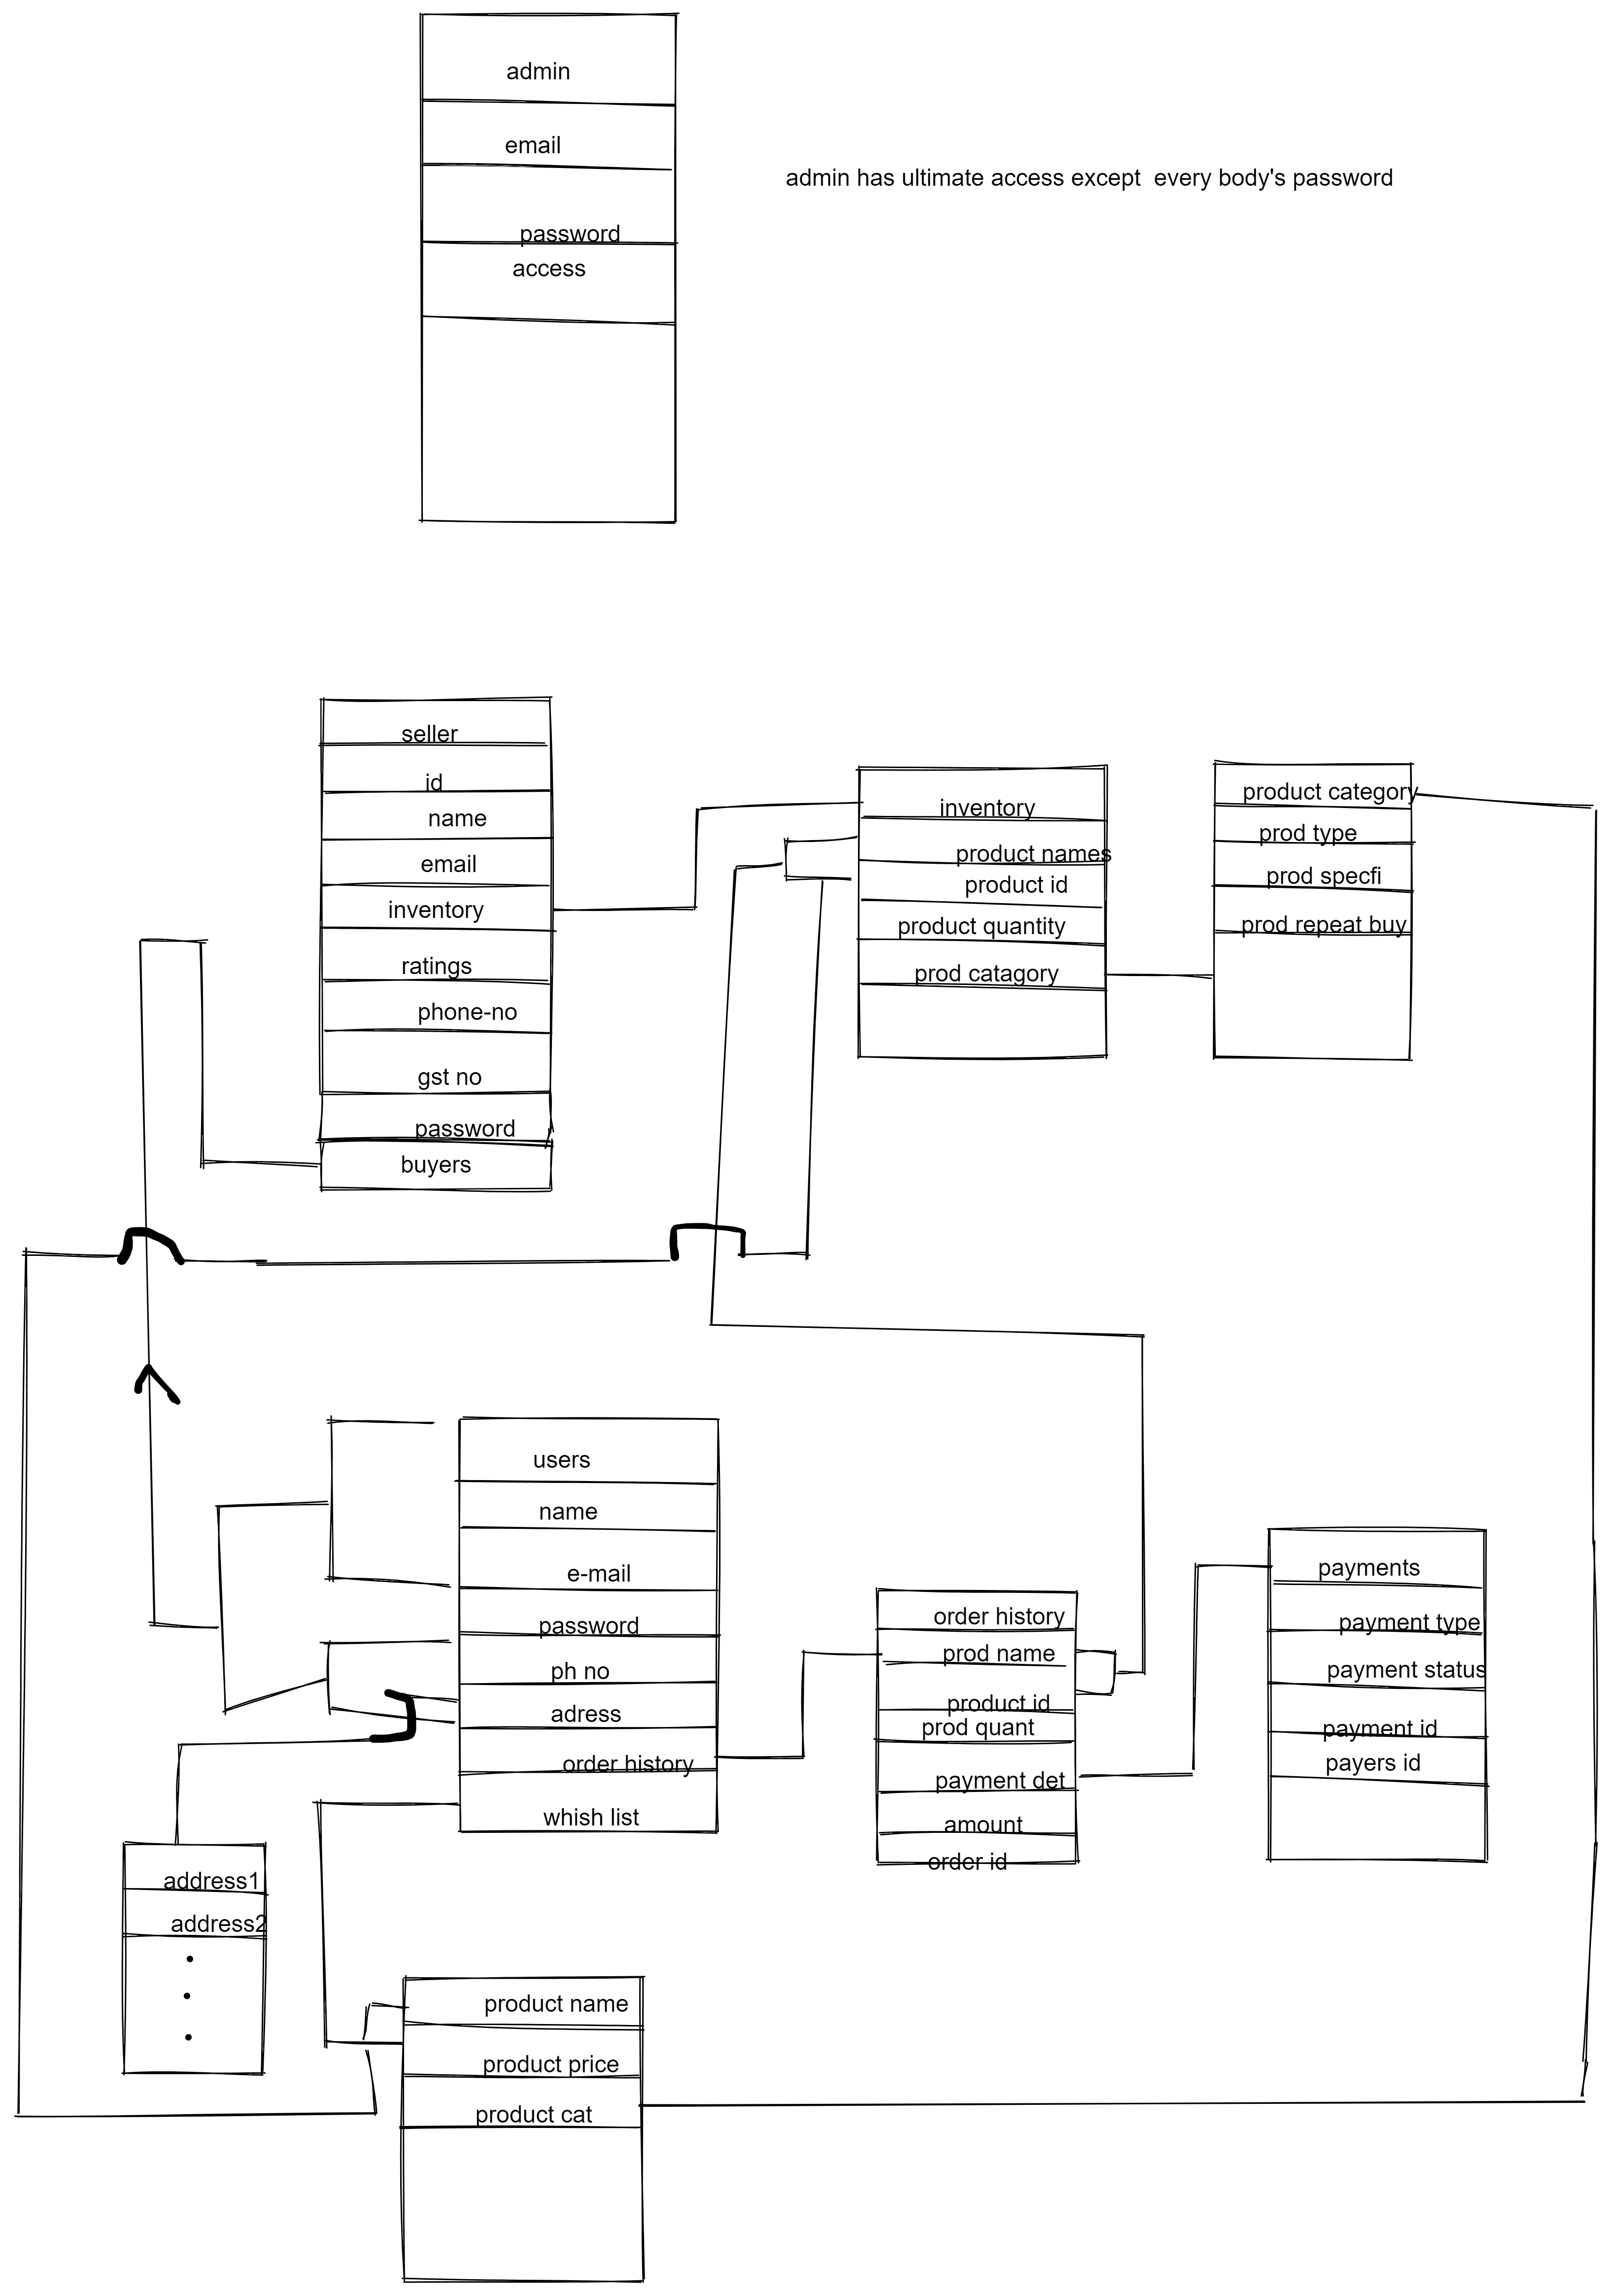 admin
email
password
access
admin has ultimate access except  every body's password
seller
id
name
email
inventory
ratings
phone-no
gst no
password
buyers
inventory
product names
product id
product quantity
prod catagory
product category
prod type
prod specfi
prod repeat buy
users
name
e-mail
password
ph no
adress
order history
whish list
order history
prod name
product id
prod quant
payment det
amount
order id
payments
payment type
payment status
payment id
payers id
address1
address2
product name
product price
product cat